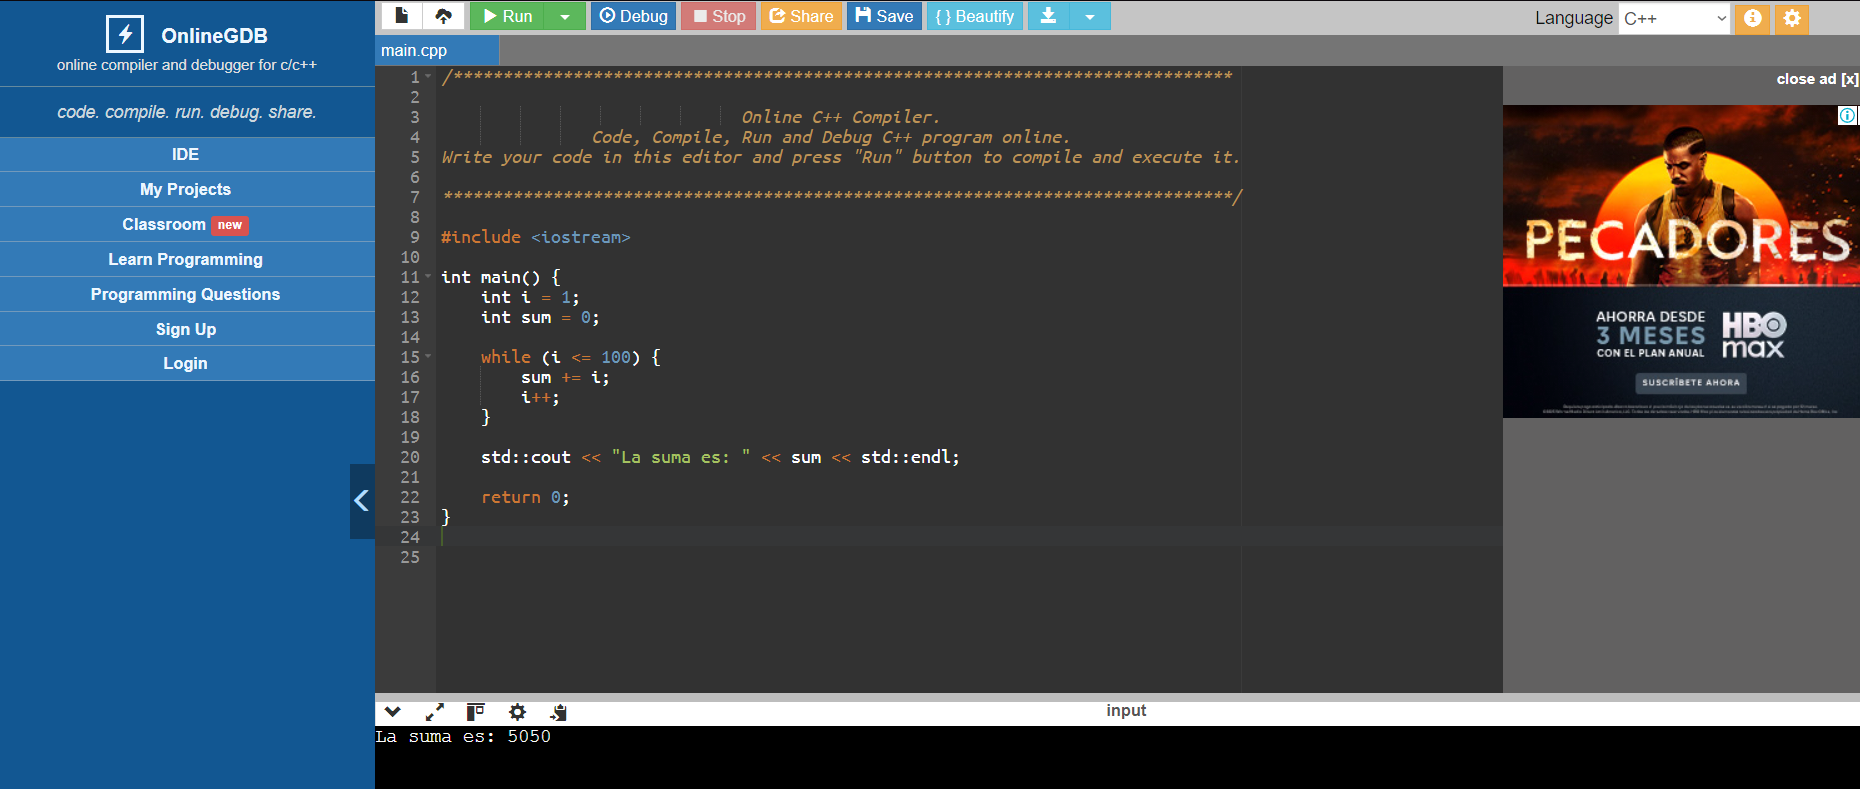 OnlineGDB
online compiler and debugger for c/c++
code. compile. run. debug. share.
IDE
My Projects
Classroom new
Learn Programming
Programming Questions
Sign Up
Login
Run Debug Stop Share Save { } Beautify Language C++
main.cpp
1 /******************************************************************************
2
3 Online C++ Compiler.
4 Code, Compile, Run and Debug C++ program online.
5 Write your code in this editor and press "Run" button to compile and execute it.
6
7 *******************************************************************************/
8
9 #include <iostream>
10
11 int main() {
12 int i = 1;
13 int sum = 0;
14
15 while (i <= 100) {
16 sum += i;
17 i++;
18 }
19
20 std::cout << "La suma es: " << sum << std::endl;
21
22 return 0;
23 }
24
25
close ad [x]
PECADORES
AHORRA DESDE
3 MESES
CON EL PLAN ANUAL
HBO
max
SUSCRÍBETE AHORA
input
La suma es: 5050